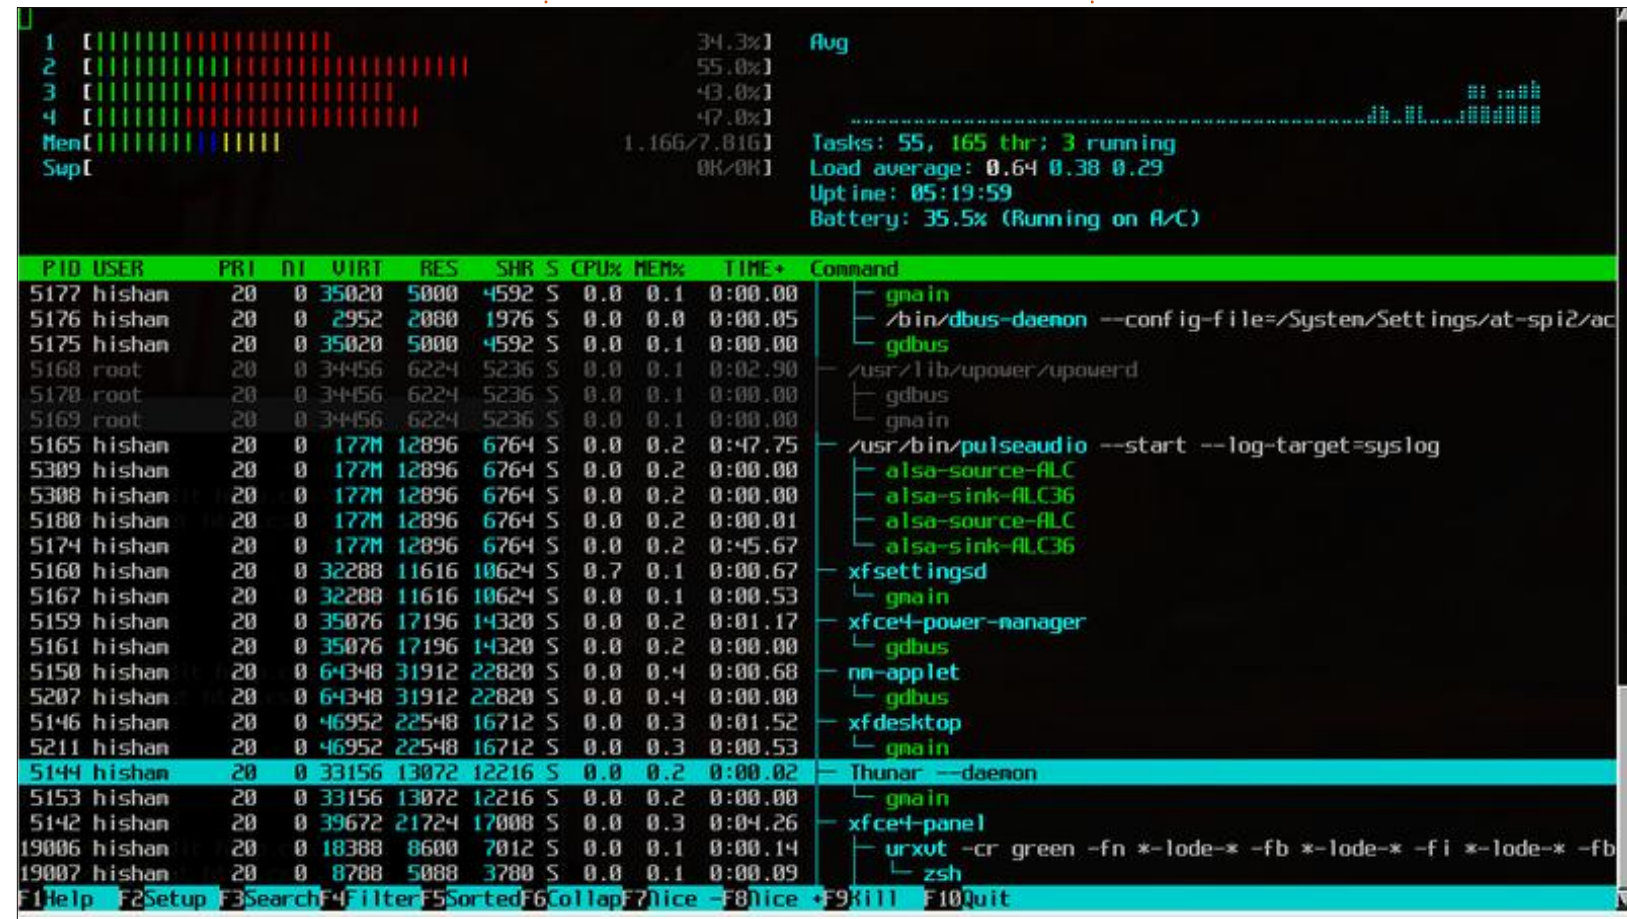 1 [||||||||||||||||||||| 34.3%] Avg
2 [||||||||||||||||||||||||||||||||| 55.0%]
3 [||||||||||||||||||||||||||| 43.0%]
4 [||||||||||||||||||||||||||||| 47.0%]
Mem[|||||||||||||||||| 1.16G/7.81G] Tasks: 55, 165 thr; 3 running
Swp[ 0K/0K] Load average: 0.64 0.38 0.29
Uptime: 05:19:59
Battery: 35.5% (Running on A/C)
PID USER PRI NI VIRT RES SHR S CPU% MEM% TIME+ Command
5177 hisham 20 0 35020 5000 4592 S 0.0 0.1 0:00.00 │ ├─ gmain
5176 hisham 20 0 2952 2080 1976 S 0.0 0.0 0:00.05 │ ├─ /bin/dbus-daemon --config-file=/System/Settings/at-spi2/ac
5175 hisham 20 0 35020 5000 4592 S 0.0 0.1 0:00.00 │ └─ gdbus
5168 root 20 0 34456 6224 5236 S 0.0 0.1 0:02.90 ├─ /usr/lib/upower/upowerd
5170 root 20 0 34456 6224 5236 S 0.0 0.1 0:00.00 │ ├─ gdbus
5169 root 20 0 34456 6224 5236 S 0.0 0.1 0:00.00 │ └─ gmain
5165 hisham 20 0 177M 12896 6764 S 0.0 0.2 0:47.75 ├─ /usr/bin/pulseaudio --start --log-target=syslog
5309 hisham 20 0 177M 12896 6764 S 0.0 0.2 0:00.00 │ ├─ alsa-source-ALC
5308 hisham 20 0 177M 12896 6764 S 0.0 0.2 0:00.00 │ ├─ alsa-sink-ALC36
5180 hisham 20 0 177M 12896 6764 S 0.0 0.2 0:00.01 │ ├─ alsa-source-ALC
5174 hisham 20 0 177M 12896 6764 S 0.0 0.2 0:45.67 │ └─ alsa-sink-ALC36
5160 hisham 20 0 32288 11616 10624 S 0.7 0.1 0:00.67 ├─ xfsettingsd
5167 hisham 20 0 32288 11616 10624 S 0.0 0.1 0:00.53 │ └─ gmain
5159 hisham 20 0 35076 17196 14320 S 0.0 0.2 0:01.17 ├─ xfce4-power-manager
5161 hisham 20 0 35076 17196 14320 S 0.0 0.2 0:00.00 │ └─ gdbus
5150 hisham 20 0 64348 31912 22820 S 0.0 0.4 0:00.68 ├─ nm-applet
5207 hisham 20 0 64348 31912 22820 S 0.0 0.4 0:00.00 │ └─ gdbus
5146 hisham 20 0 46952 22548 16712 S 0.0 0.3 0:01.52 ├─ xfdesktop
5211 hisham 20 0 46952 22548 16712 S 0.0 0.3 0:00.53 │ └─ gmain
5144 hisham 20 0 33156 13072 12216 S 0.0 0.2 0:00.02 ├─ Thunar --daemon
5153 hisham 20 0 33156 13072 12216 S 0.0 0.2 0:00.00 │ └─ gmain
5142 hisham 20 0 39672 21724 17008 S 0.0 0.3 0:04.26 ├─ xfce4-panel
19006 hisham 20 0 18388 8600 7012 S 0.0 0.1 0:00.14 │ ├─ urxvt -cr green -fn *-lode-* -fb *-lode-* -fi *-lode-* -fb
19007 hisham 20 0 8788 5088 3780 S 0.0 0.1 0:00.09 │ │ └─ zsh
F1Help F2Setup F3SearchF4FilterF5SortedF6CollapF7Nice -F8Nice +F9Kill F10Quit